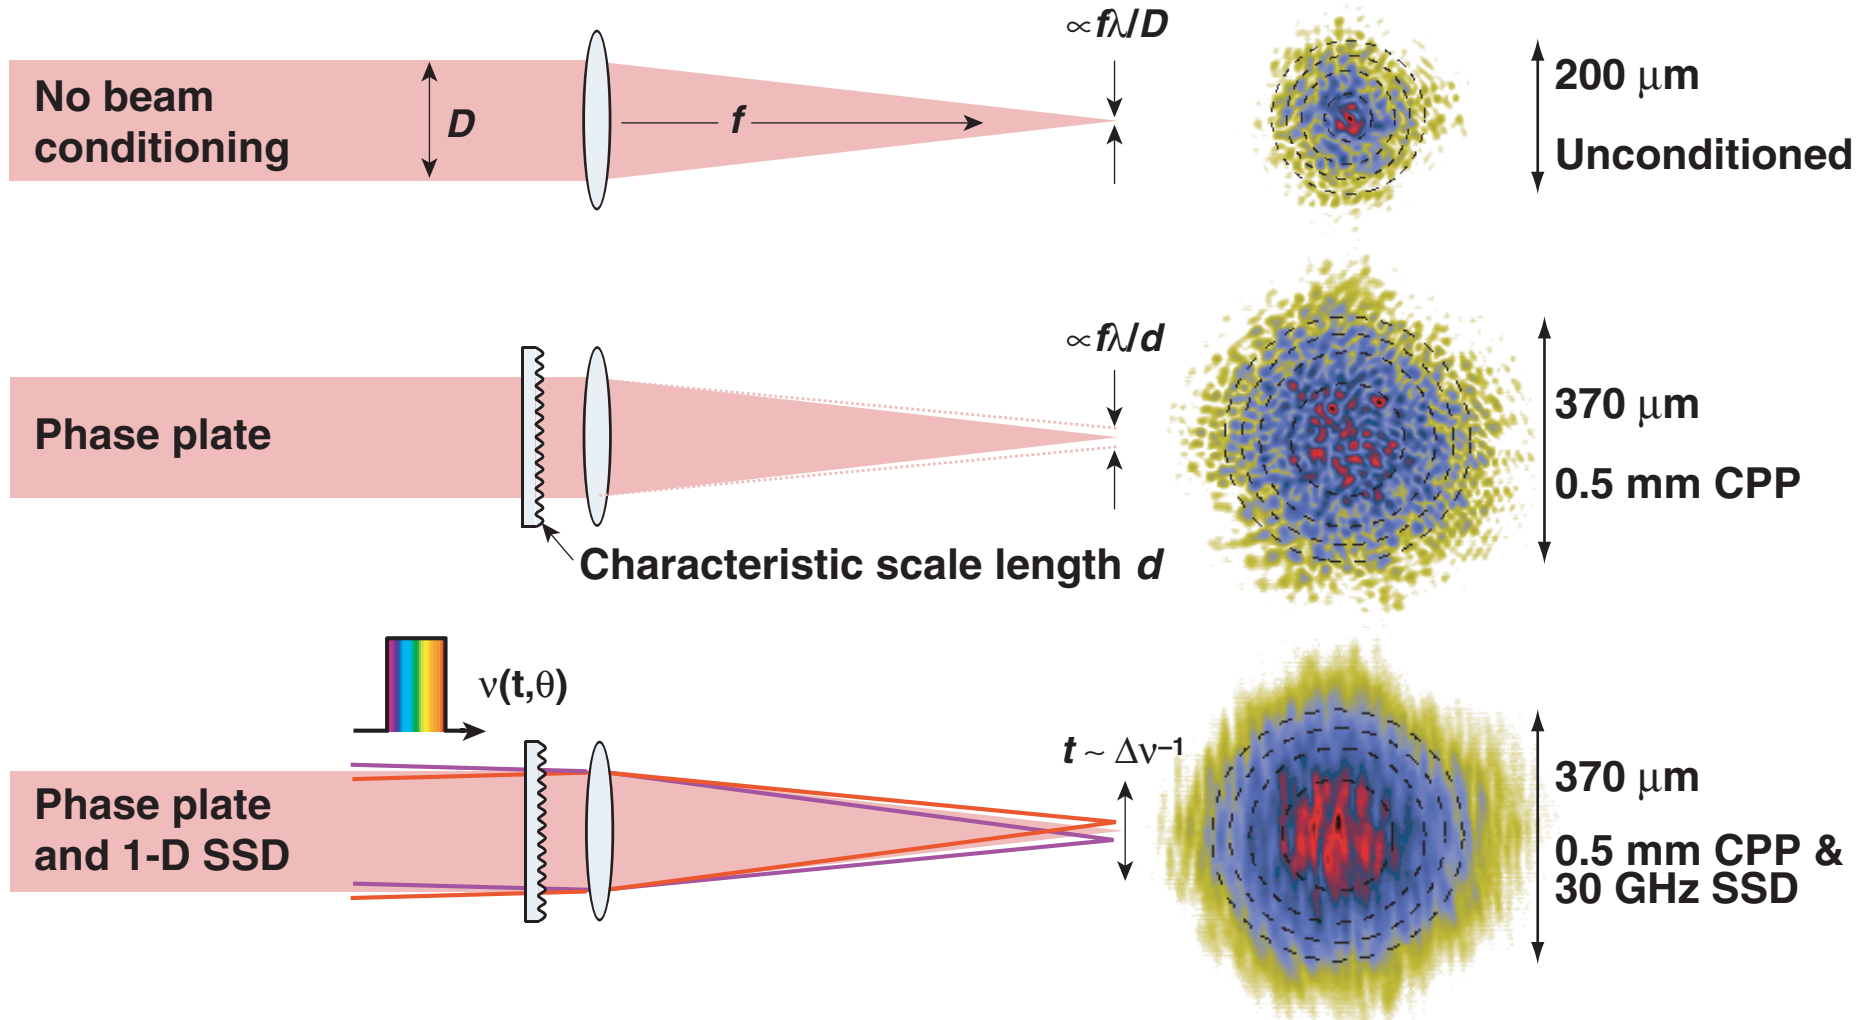 No beam
conditioning
D
f
∝fλ/D
200 μm
Unconditioned
Phase plate
∝fλ/d
370 μm
0.5 mm CPP
Characteristic scale length d
ν(t,θ)
Phase plate
and 1-D SSD
t ~ Δν–1
370 μm
0.5 mm CPP &
30 GHz SSD